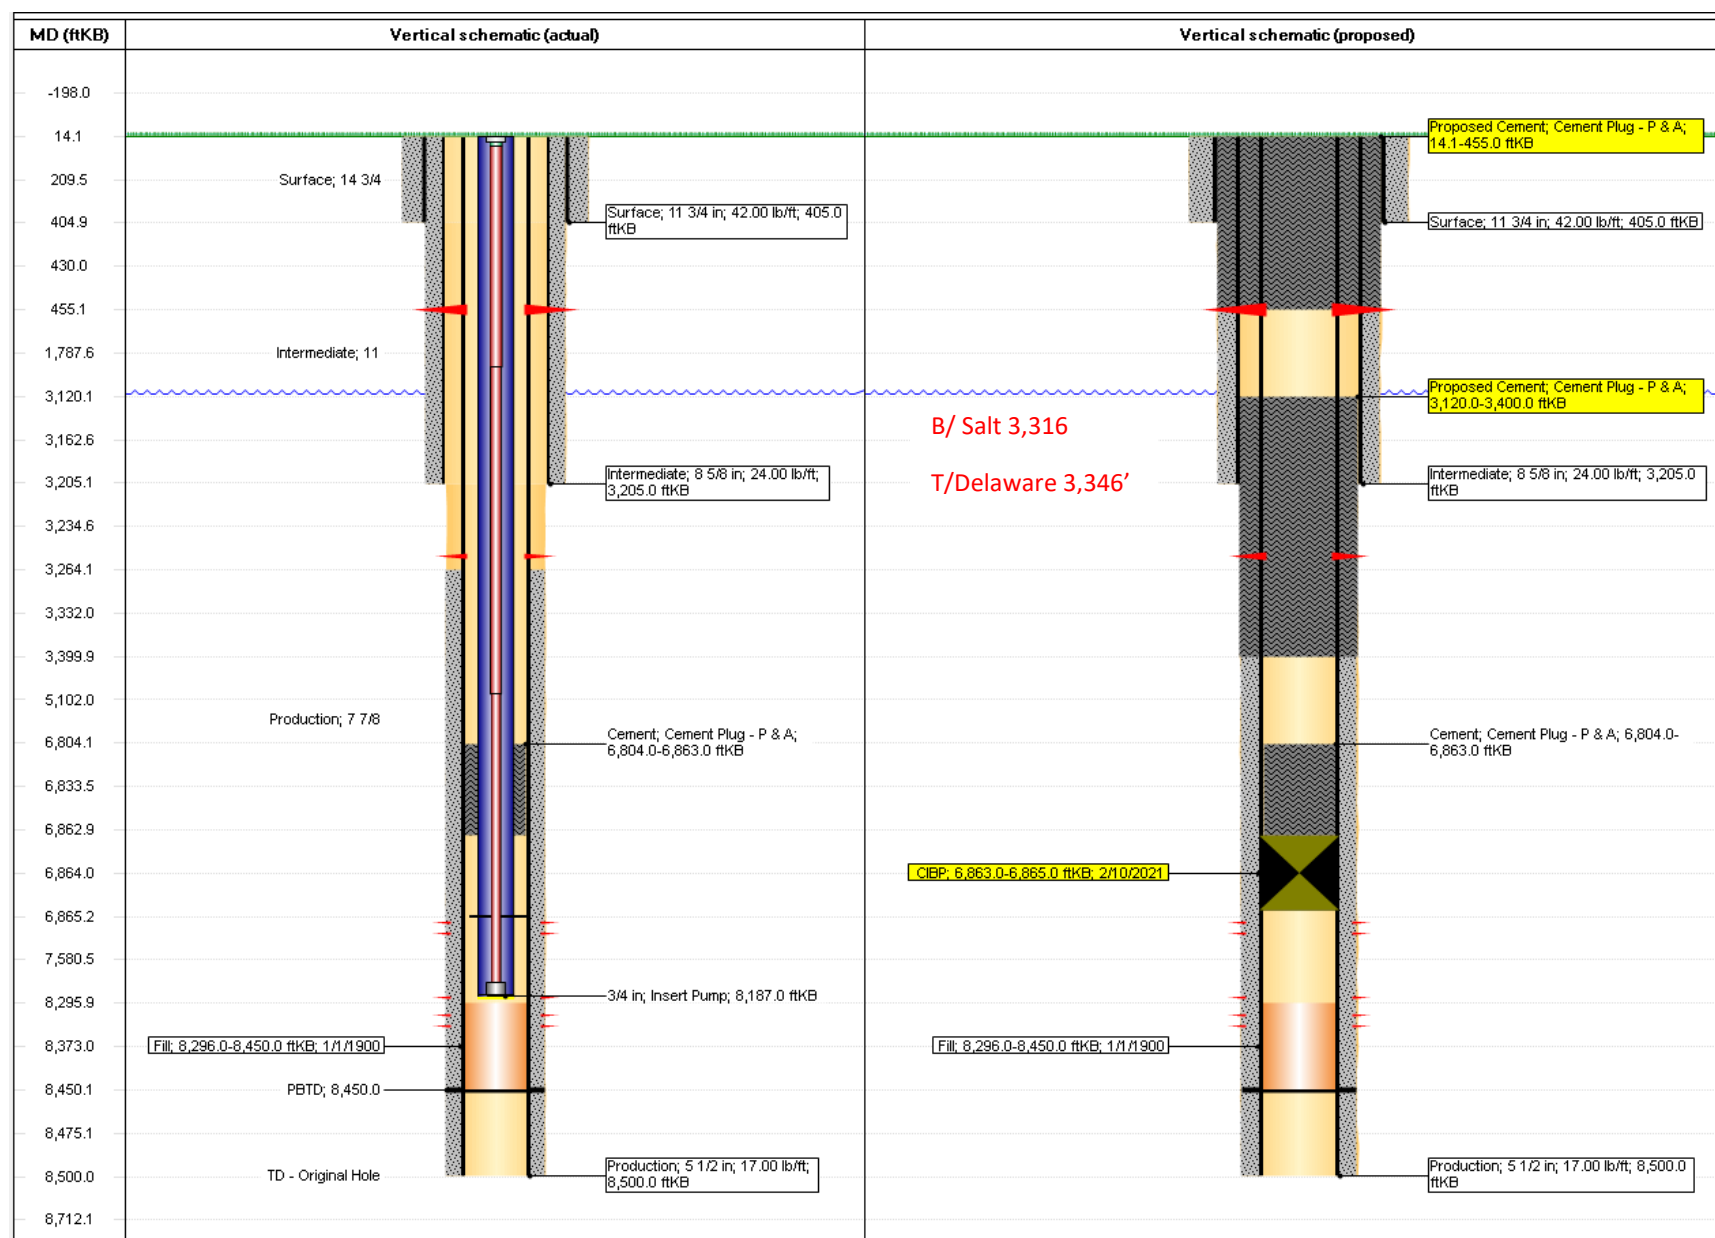 MD (ftKB)
Vertical schematic (actual)
Vertical schematic (proposed)
-198.0
14.1
209.5
404.9
430.0
455.1
1,787.6
3,120.1
3,162.6
3,205.1
3,234.6
3,264.1
3,332.0
3,399.9
5,102.0
6,804.1
6,833.5
6,862.9
6,864.0
6,865.2
7,580.5
8,295.9
8,373.0
8,450.1
8,475.1
8,500.0
8,712.1
Surface; 14 3/4
Surface; 11 3/4 in; 42.00 lb/ft; 405.0
ftKB
Intermediate; 11
Intermediate; 8 5/8 in; 24.00 lb/ft;
3,205.0 ftKB
Production; 7 7/8
Cement; Cement Plug - P & A;
6,804.0-6,863.0 ftKB
3/4 in; Insert Pump; 8,187.0 ftKB
Fill; 8,296.0-8,450.0 ftKB; 1/1/1900
PBTD; 8,450.0
TD - Original Hole
Production; 5 1/2 in; 17.00 lb/ft;
8,500.0 ftKB
Proposed Cement; Cement Plug - P & A;
14.1-455.0 ftKB
Surface; 11 3/4 in; 42.00 lb/ft; 405.0 ftKB
Proposed Cement; Cement Plug - P & A;
3,120.0-3,400.0 ftKB
B/ Salt 3,316
T/Delaware 3,346’
Intermediate; 8 5/8 in; 24.00 lb/ft; 3,205.0
ftKB
Cement; Cement Plug - P & A; 6,804.0-
6,863.0 ftKB
CIBP; 6,863.0-6,865.0 ftKB; 2/10/2021
Fill; 8,296.0-8,450.0 ftKB; 1/1/1900
Production; 5 1/2 in; 17.00 lb/ft; 8,500.0
ftKB